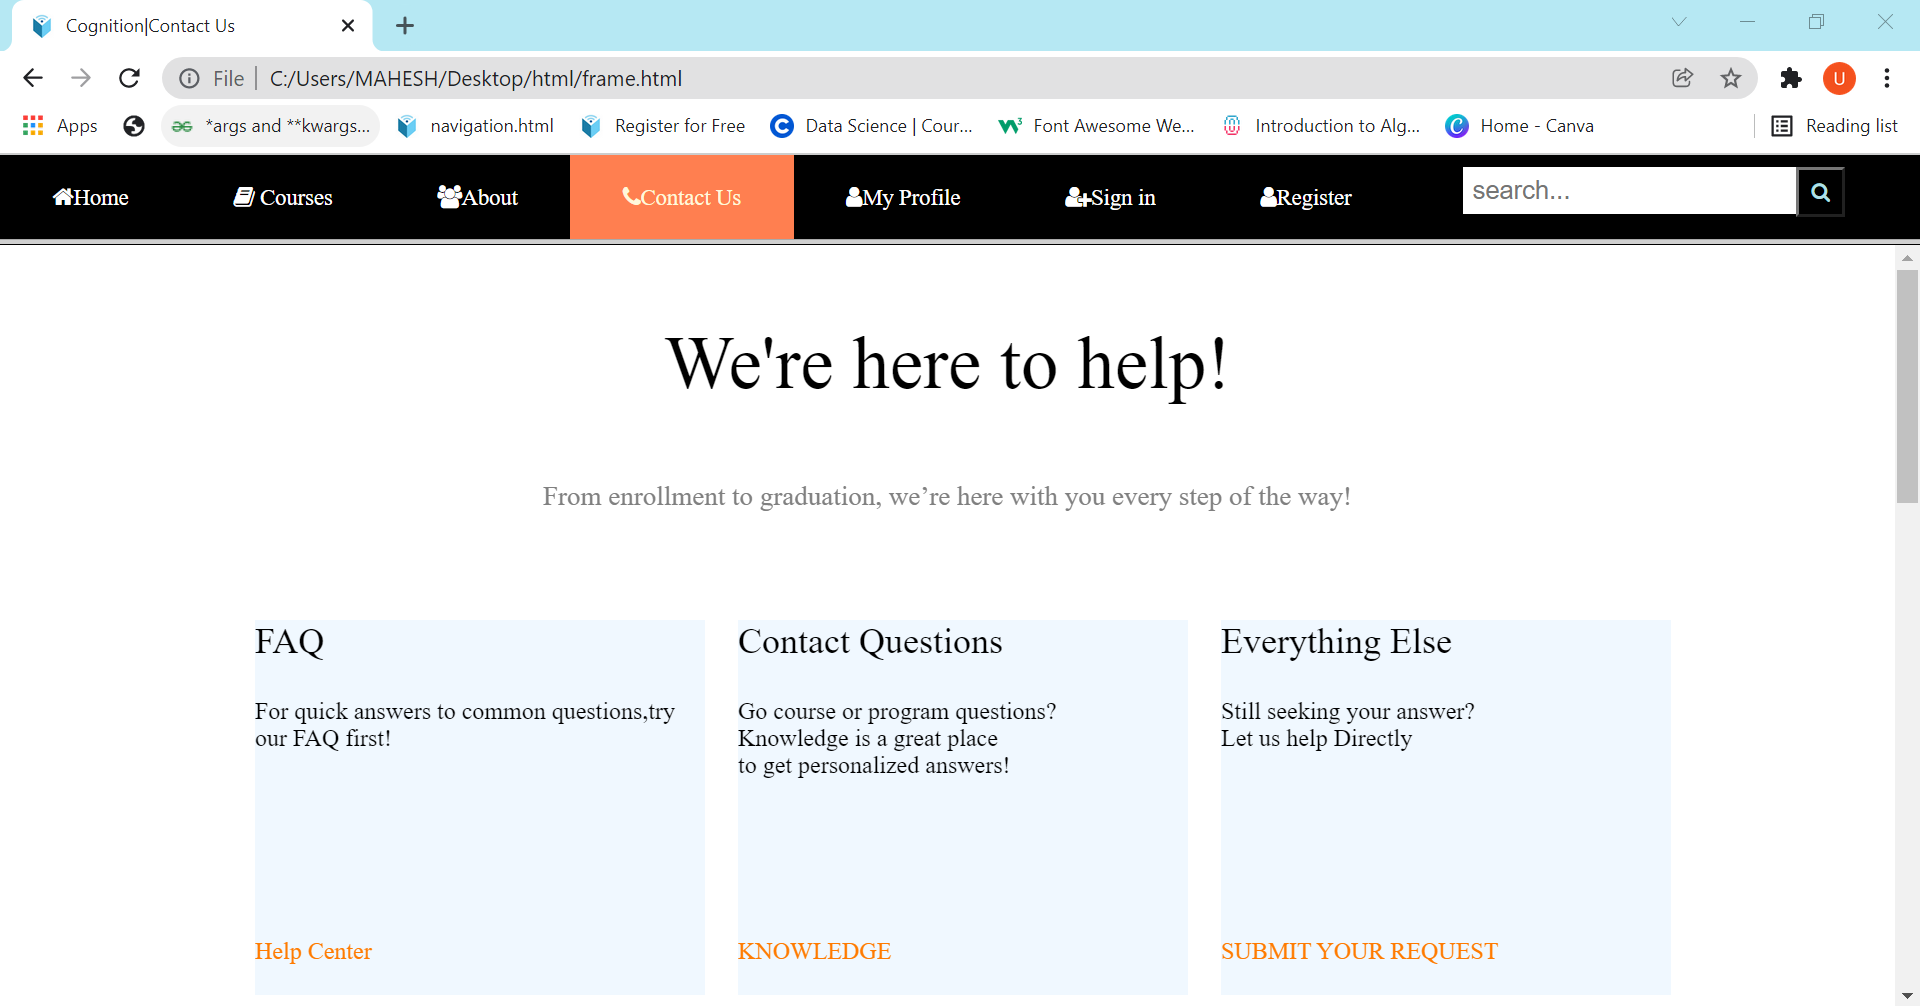 Cognition|Contact Us
File | C:/Users/MAHESH/Desktop/html/frame.html
U
Apps
*args and **kwargs...
navigation.html
Register for Free
Data Science | Cour...
Font Awesome We...
Introduction to Alg...
Home - Canva
Reading list
Home
Courses
About
Contact Us
My Profile
Sign in
Register
search...
We're here to help!
From enrollment to graduation, we’re here with you every step of the way!
FAQ
For quick answers to common questions,try
our FAQ first!
Help Center
Contact Questions
Go course or program questions?
Knowledge is a great place
to get personalized answers!
KNOWLEDGE
Everything Else
Still seeking your answer?
Let us help Directly
SUBMIT YOUR REQUEST